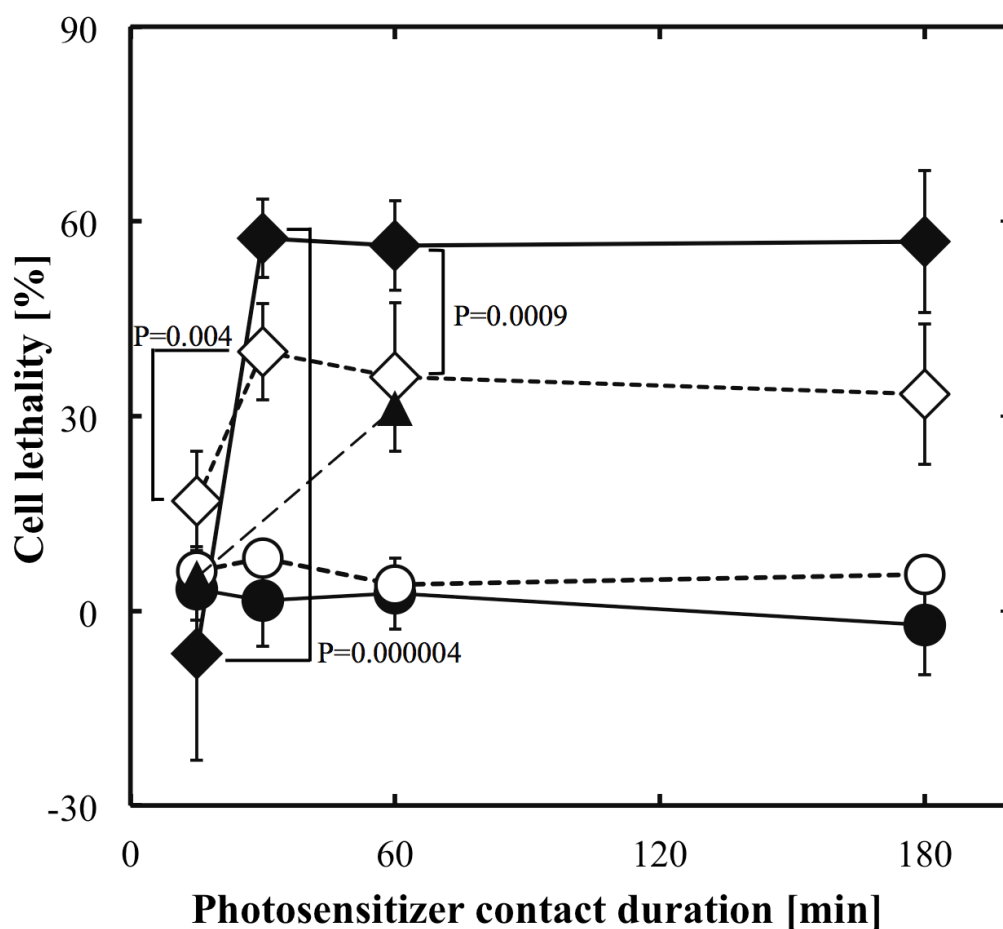 90
60
30
0
-30
Cell lethality [%]
P=0.004
P=0.0009
P=0.000004
0
60
120
180
Photosensitizer contact duration [min]